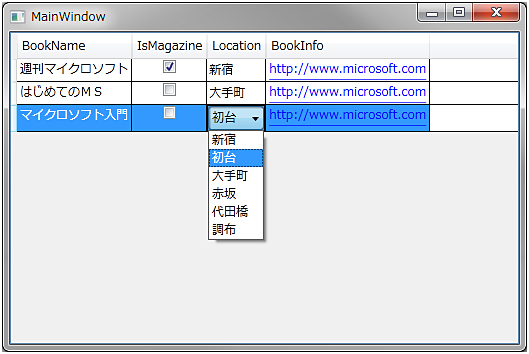 MainWindow
BookName IsMagazine Location BookInfo
週刊マイクロソフト 新宿 http://www.microsoft.com
はじめてのＭＳ 大手町 http://www.microsoft.com
マイクロソフト入門 初台 http://www.microsoft.com
新宿
初台
大手町
赤坂
代田橋
調布